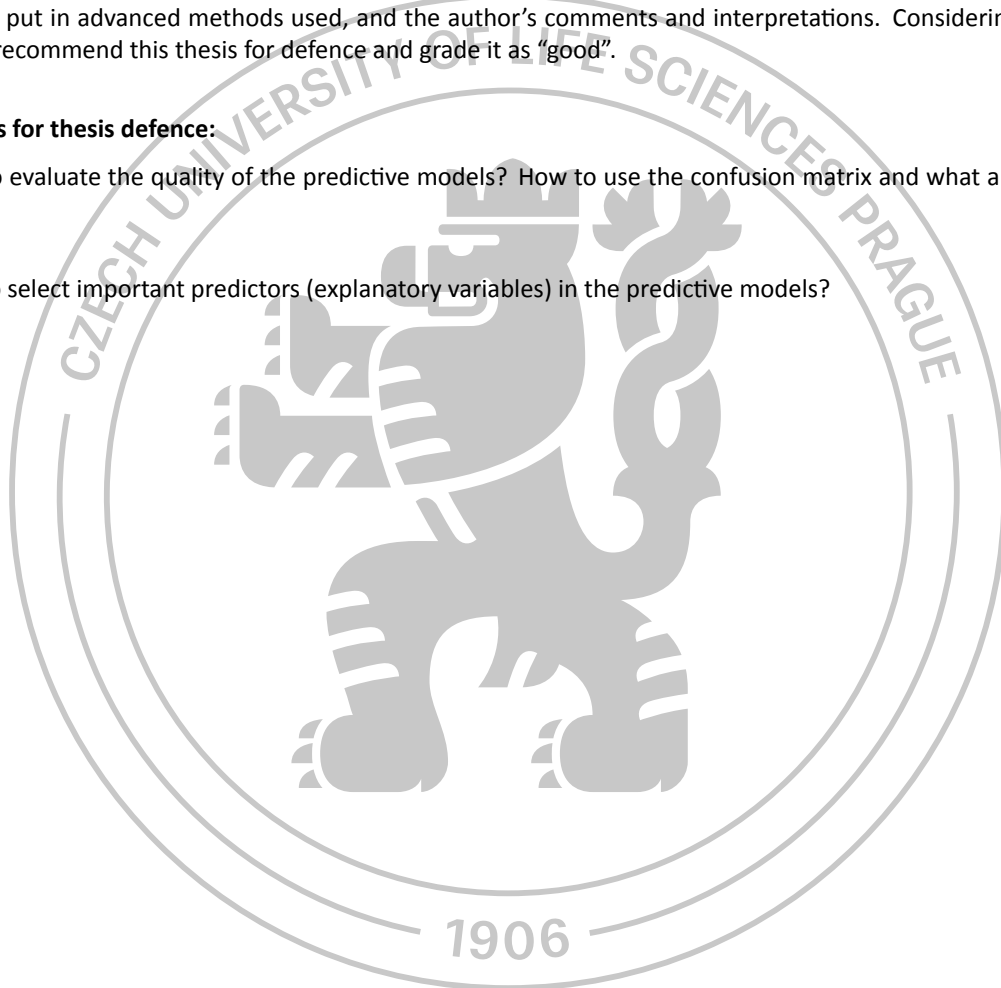 put in advanced methods used, and the author's comments and interpretations. Considerin
recommend this thesis for defence and grade it as “good”.
s for thesis defence:
evaluate the quality of the predictive models? How to use the confusion matrix and what a
select important predictors (explanatory variables) in the predictive models?
CZECH UNIVERSITY OF LIFE SCIENCES PRAGUE
1906